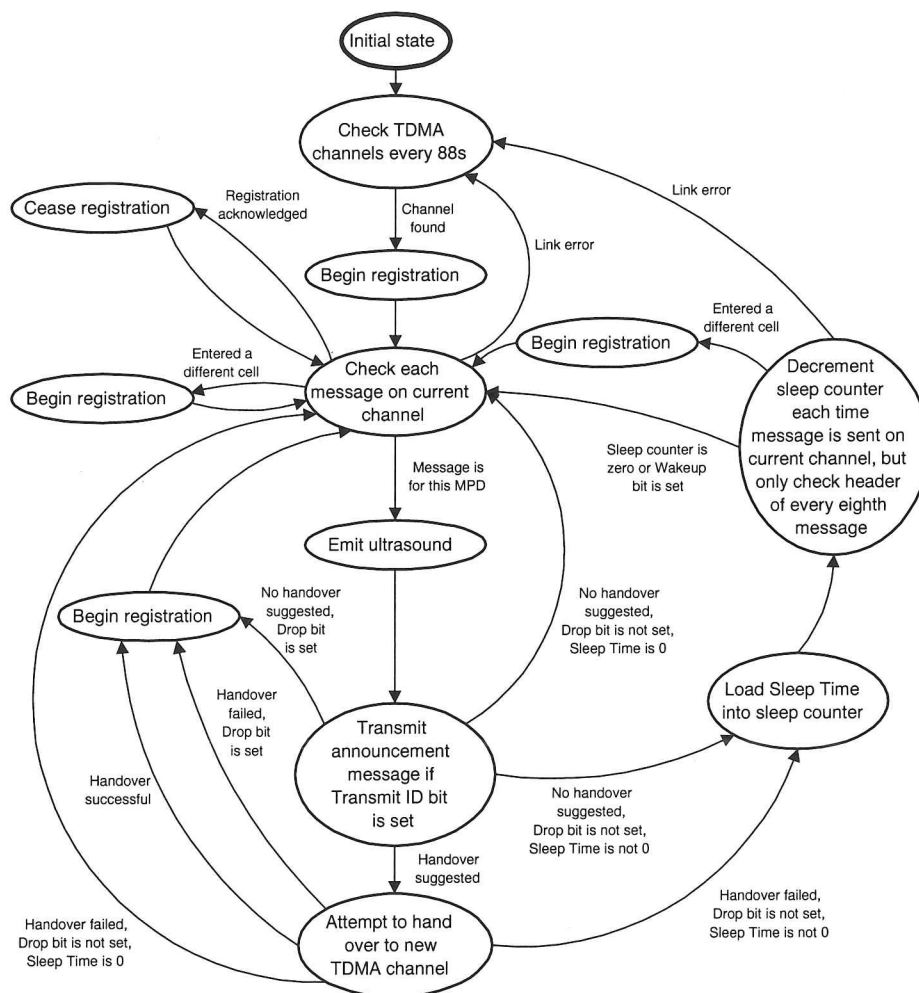 Initial state
Check TDMA
channels every 88s
Link error
Cease registration
Registration
acknowledged
Channel
found
Link error
Begin registration
Entered a
different cell
Begin registration
Entered a
different cell
Begin registration
Check each
message on current
channel
Decrement
sleep counter
each time
message is sent on
current channel, but
only check header
of every eighth
message
Sleep counter is
zero or Wakeup
bit is set
Message is
for this MPD
Emit ultrasound
Begin registration
No handover
suggested,
Drop bit
is set
No handover
suggested,
Drop bit is not set,
Sleep Time is 0
Load Sleep Time
into sleep counter
Handover
failed,
Drop bit
is set
Transmit
announcement
message if
Transmit ID bit
is set
Handover
successful
No handover
suggested,
Drop bit is not set,
Sleep Time is not 0
Handover
suggested
Handover failed,
Drop bit is not set,
Sleep Time is 0
Attempt to hand
over to new
TDMA channel
Handover failed,
Drop bit is not set,
Sleep Time is not 0